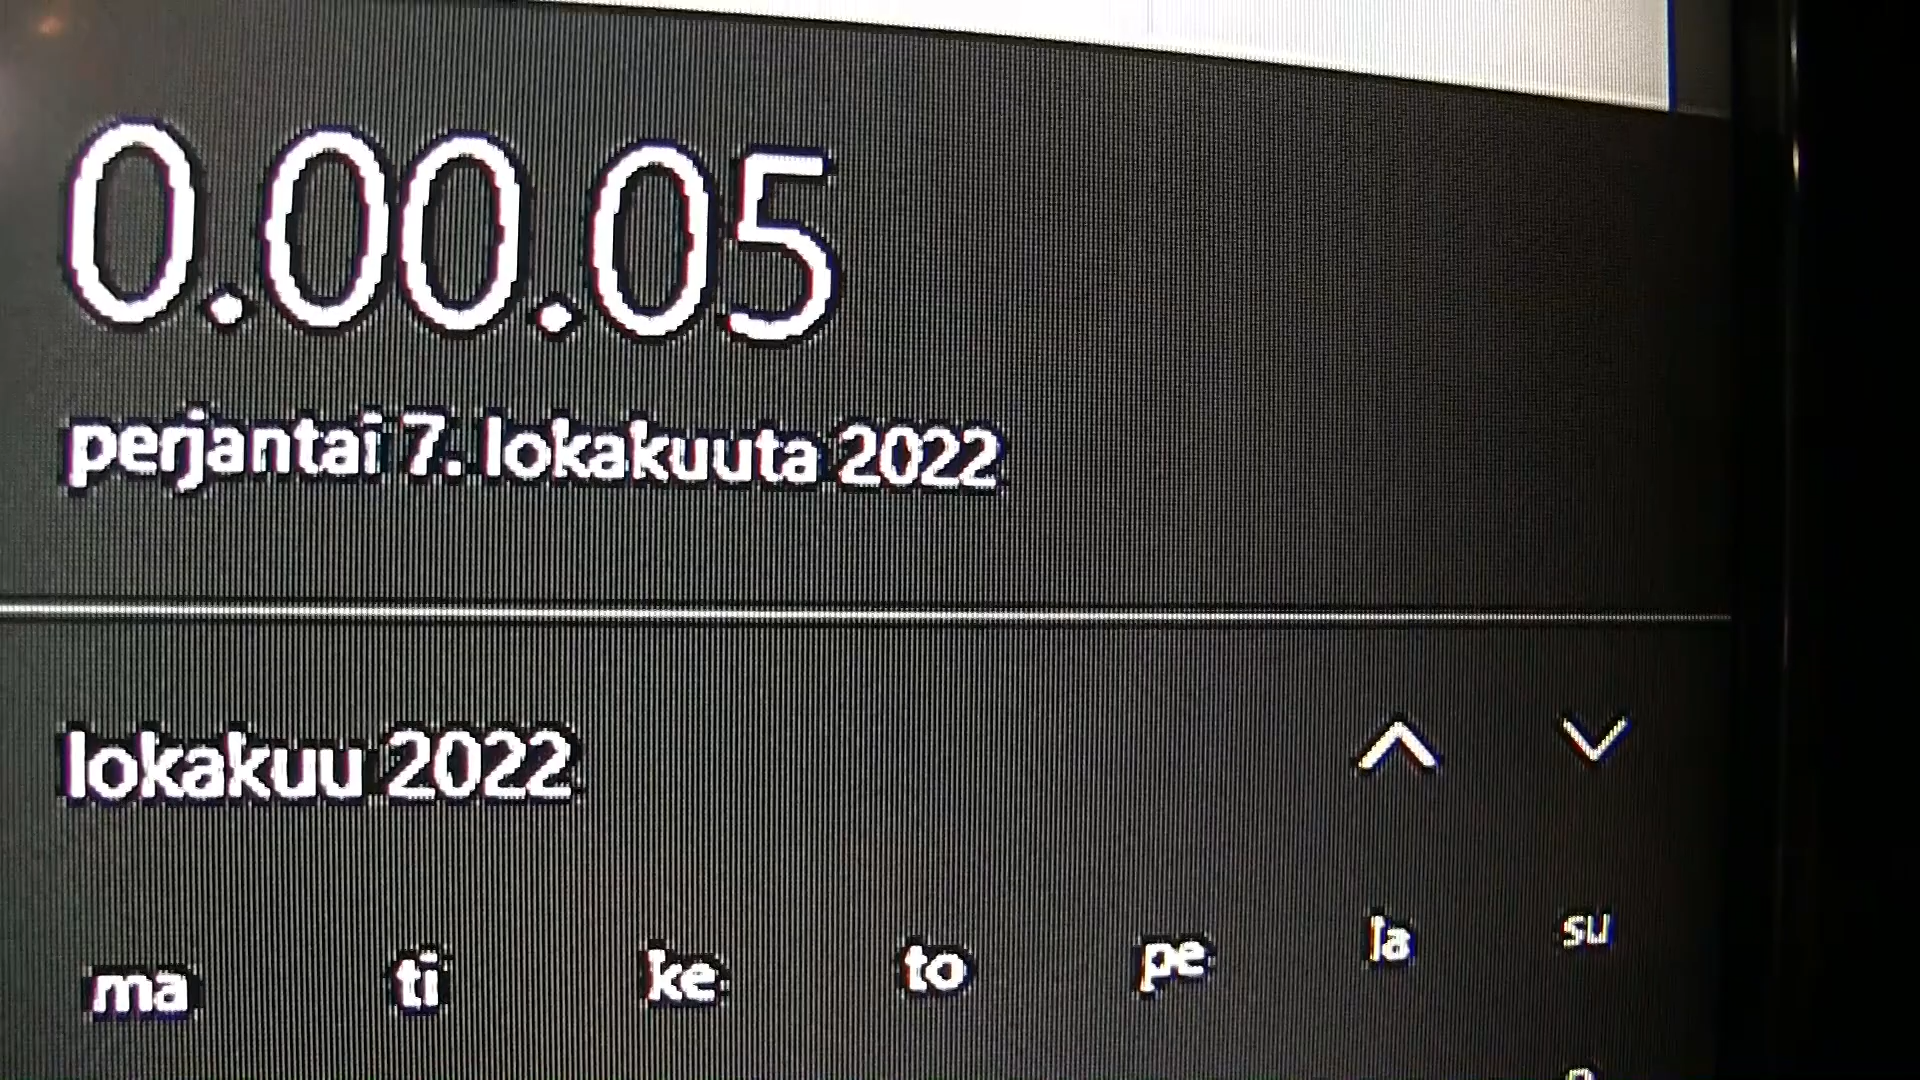 0.00.05
perjantai 7. lokakuuta 2022
lokakuu 2022
ma ti ke to pe la su